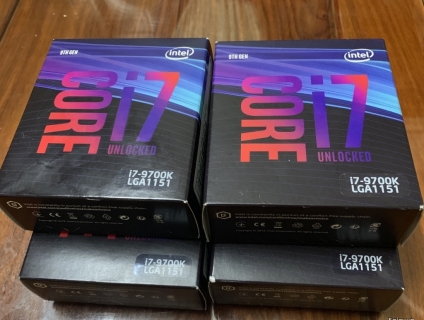 8TH GEN
intel
CORE i7
UNLOCKED
i7-9700K
LGA1151
9TH GEN
intel
CORE i7
UNLOCKED
i7-9700K
LGA1151
i7-9700K
LGA1151
i7-9700K
LGA1151